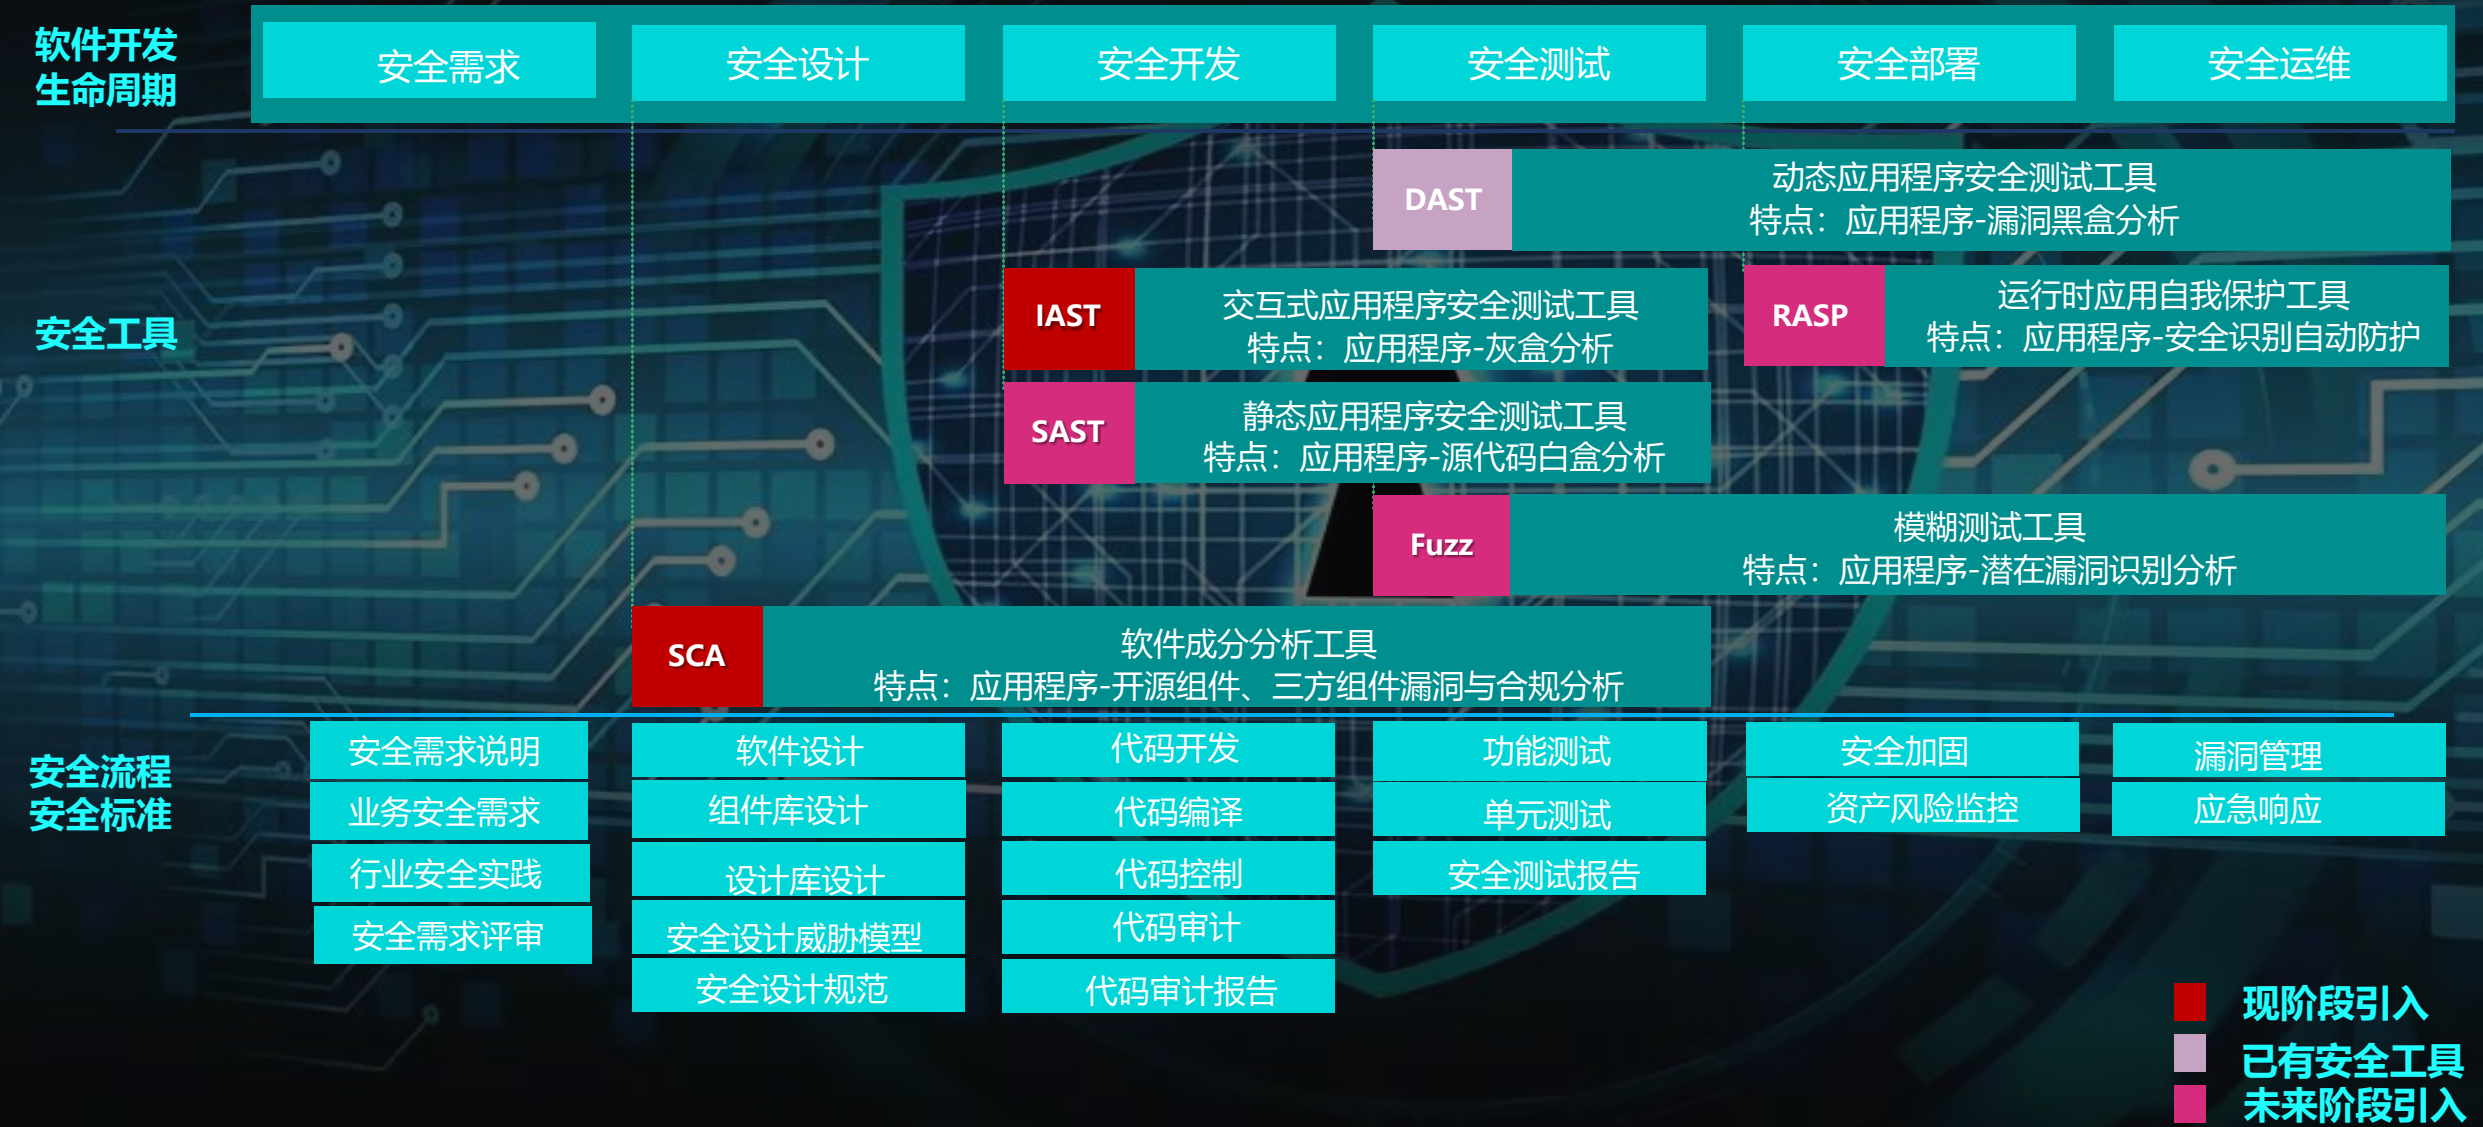 软件开发
生命周期
安全需求
安全设计
安全开发
安全测试
安全部署
安全运维
安全工具
DAST
动态应用程序安全测试工具
特点：应用程序-漏洞黑盒分析
IAST
交互式应用程序安全测试工具
特点：应用程序-灰盒分析
RASP
运行时应用自我保护工具
特点：应用程序-安全识别自动防护
SAST
静态应用程序安全测试工具
特点：应用程序-源代码白盒分析
Fuzz
模糊测试工具
特点：应用程序-潜在漏洞识别分析
SCA
软件成分分析工具
特点：应用程序-开源组件、三方组件漏洞与合规分析
安全流程
安全标准
安全需求说明
业务安全需求
行业安全实践
安全需求评审
软件设计
组件库设计
设计库设计
安全设计威胁模型
安全设计规范
代码开发
代码编译
代码控制
代码审计
代码审计报告
功能测试
单元测试
安全测试报告
安全加固
资产风险监控
漏洞管理
应急响应
现阶段引入
已有安全工具
未来阶段引入